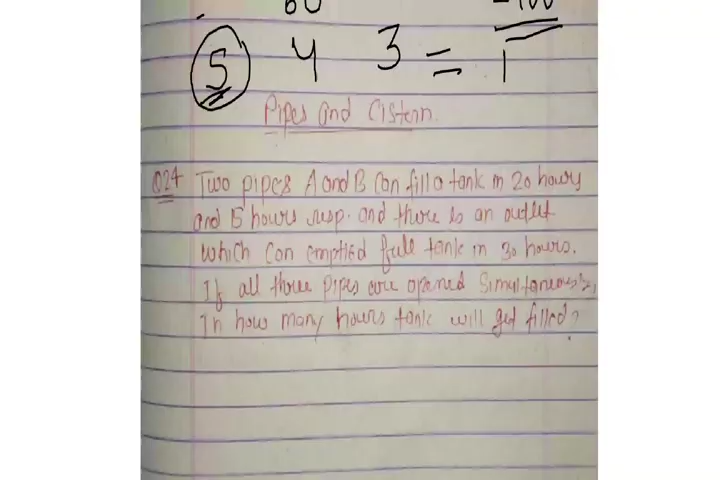 60 -100
5 4 3 = 1
Pipes and Cistern.
Q24 Two pipes A and B can fill a tank in 20 hours
and 15 hours resp. and there is an outlet
which can emptied full tank in 30 hours.
If all three pipes are opened simultaneously,
In how many hours tank will get filled?